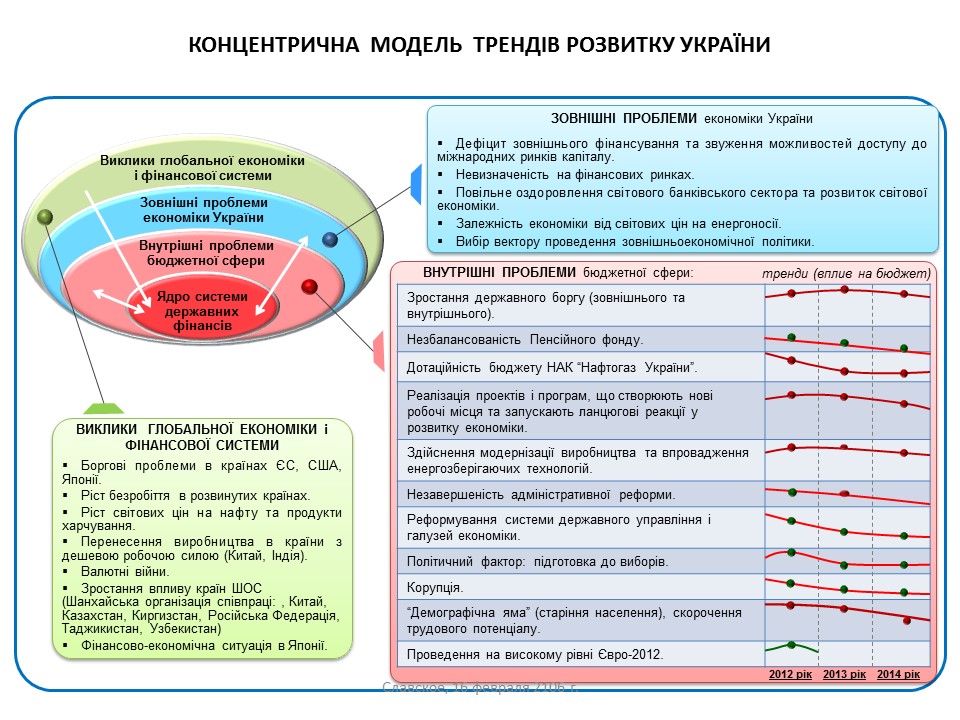 КОНЦЕНТРИЧНА МОДЕЛЬ ТРЕНДІВ РОЗВИТКУ УКРАЇНИ
Виклики глобальної економіки
і фінансової системи
Зовнішні проблеми
економіки України
Внутрішні проблеми
бюджетної сфери
Ядро системи
державних
фінансів
ЗОВНІШНІ ПРОБЛЕМИ економіки України
▪ Дефіцит зовнішнього фінансування та звуження можливостей доступу до
міжнародних ринків капіталу.
▪ Невизначеність на фінансових ринках.
▪ Повільне оздоровлення світового банківського сектора та розвиток світової
економіки.
▪ Залежність економіки від світових цін на енергоносії.
▪ Вибір вектору проведення зовнішньоекономічної політики.
ВНУТРІШНІ ПРОБЛЕМИ бюджетної сфери: тренди (вплив на бюджет)
Зростання державного боргу (зовнішнього та
внутрішнього).
Незбалансованість Пенсійного фонду.
Дотаційність бюджету НАК “Нафтогаз України”.
Реалізація проектів і програм, що створюють нові
робочі місця та запускають ланцюгові реакції у
розвитку економіки.
Здійснення модернізації виробництва та впровадження
енергозберігаючих технологій.
Незавершеність адміністративної реформи.
Реформування системи державного управління і
галузей економіки.
Політичний фактор: підготовка до виборів.
Корупція.
“Демографічна яма” (старіння населення), скорочення
трудового потенціалу.
Проведення на високому рівні Євро-2012.
2012 рік 2013 рік 2014 рік
ВИКЛИКИ ГЛОБАЛЬНОЇ ЕКОНОМІКИ і
ФІНАНСОВОЇ СИСТЕМИ
▪ Боргові проблеми в країнах ЄС, США,
Японії.
▪ Ріст безробіття в розвинутих країнах.
▪ Ріст світових цін на нафту та продукти
харчування.
▪ Перенесення виробництва в країни з
дешевою робочою силою (Китай, Індія).
▪ Валютні війни.
▪ Зростання впливу країн ШОС
(Шанхайська організація співпраці: , Китай,
Казахстан, Киргизстан, Російська Федерація,
Таджикистан, Узбекистан)
▪ Фінансово-економічна ситуація в Японії.
Славское, 16 февраля 2106 г.